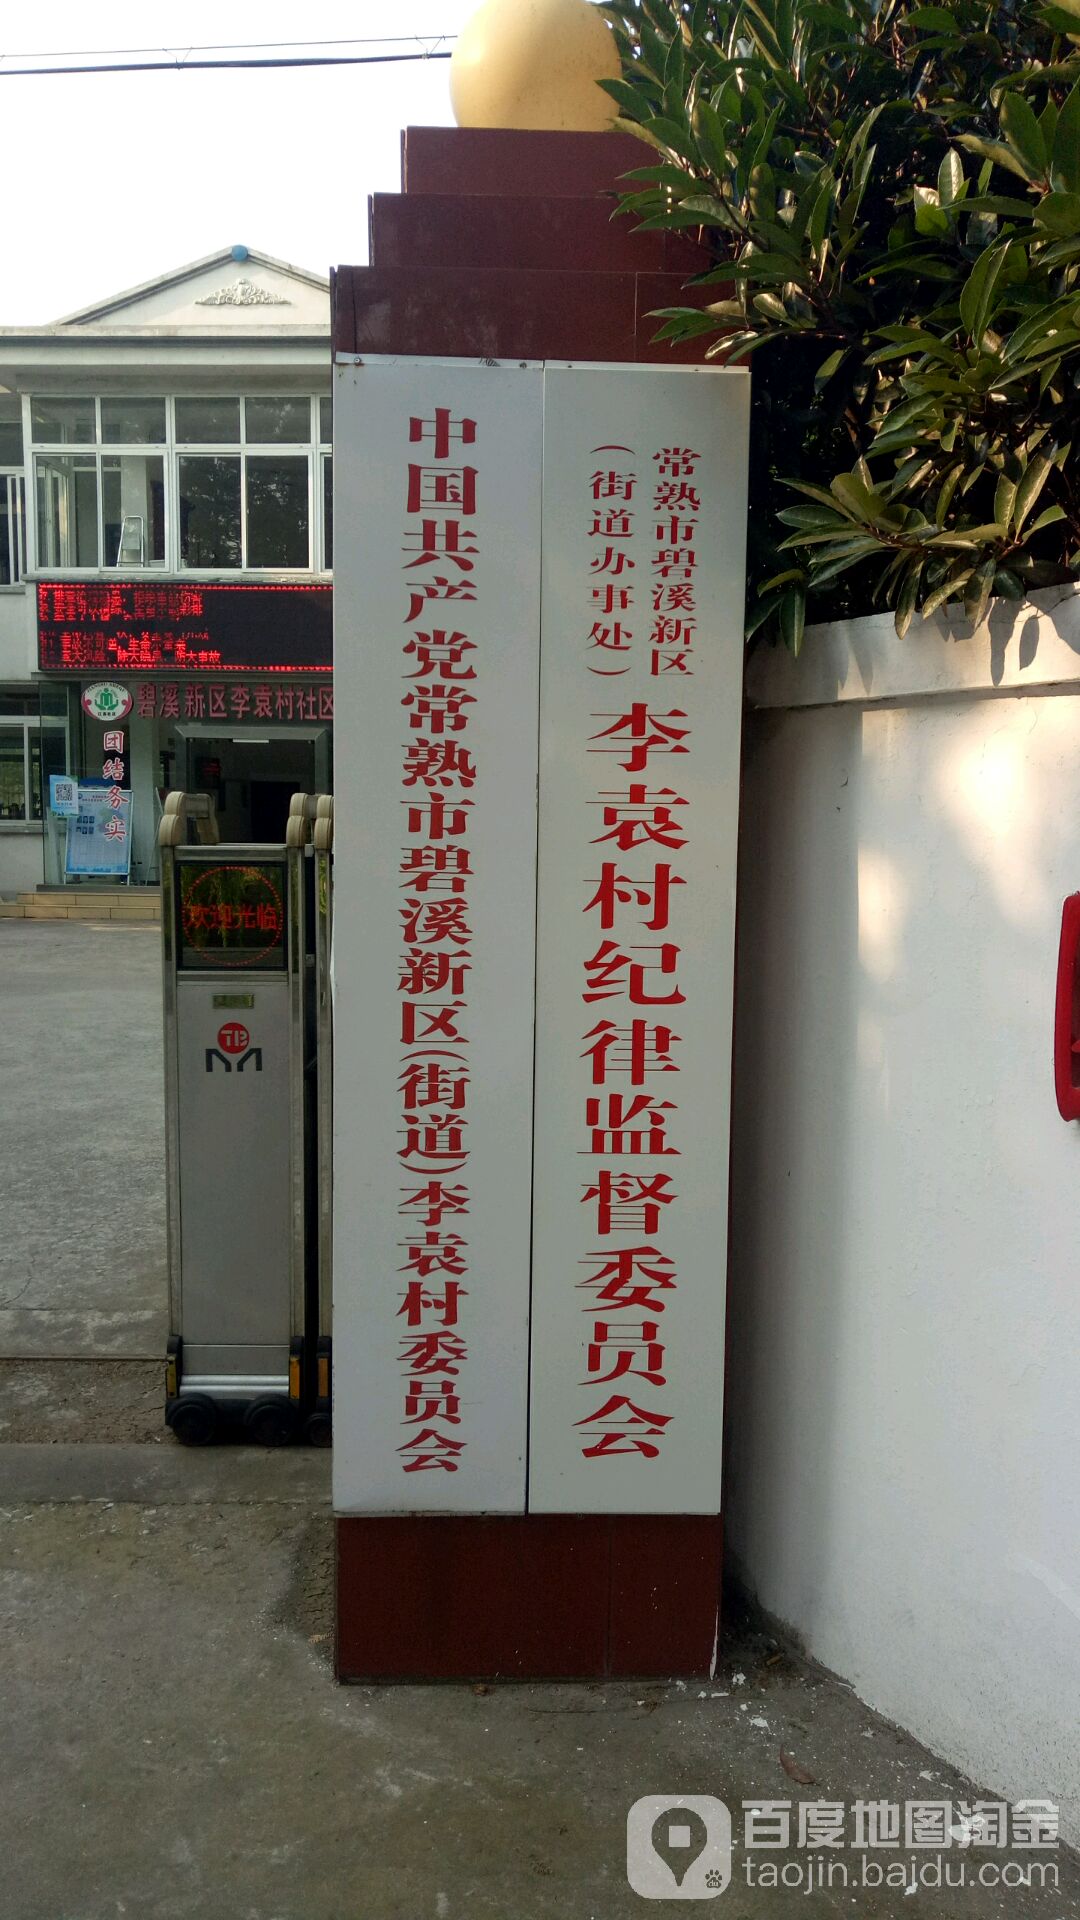 中国共产党常熟市碧溪新区(街道)李袁村委员会
常熟市碧溪新区
(街道办事处)
李袁村纪律监督委员会
碧溪新区李袁村社区
团结务实
欢迎光临
TB
百度地图淘金
taojin.baidu.com